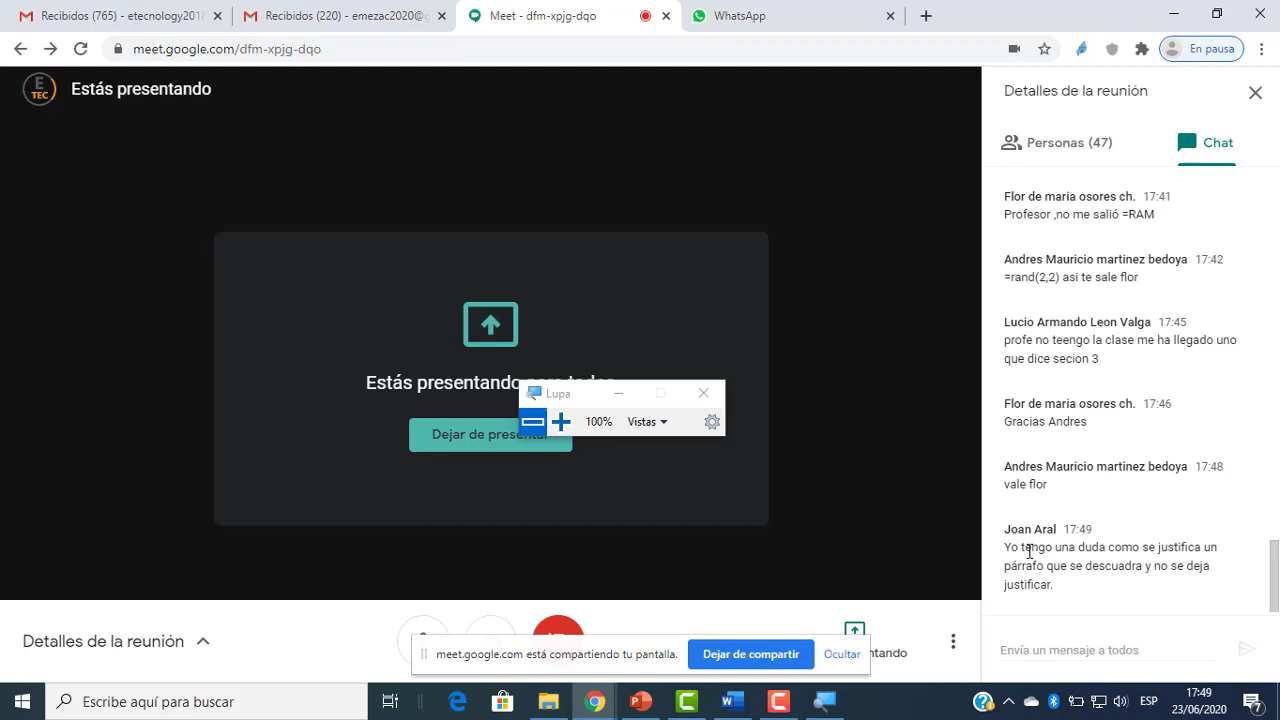 Recibidos (765) - etecnology2010
Recibidos (220) - emezac2020@g
Meet - dfm-xpjg-dqo
WhatsApp
meet.google.com/dfm-xpjg-dqo
En pausa
E
TEC
Estás presentando
Detalles de la reunión
Personas (47)
Chat
Flor de maria osores ch. 17:41
Profesor ,no me salió =RAM
Andres Mauricio martinez bedoya 17:42
=rand(2,2) asi te sale flor
Lucio Armando Leon Valga 17:45
profe no teengo la clase me ha llegado uno
que dice secion 3
Flor de maria osores ch. 17:46
Gracias Andres
Andres Mauricio martinez bedoya 17:48
vale flor
Joan Aral 17:49
Yo tengo una duda como se justifica un
párrafo que se descuadra y no se deja
justificar.
Envía un mensaje a todos
Estás presentando
Lupa
100%
Vistas
Dejar de presentar
Detalles de la reunión
meet.google.com está compartiendo tu pantalla.
Dejar de compartir
Ocultar
ntando
Escribe aquí para buscar
ESP
17:49
23/06/2020
7